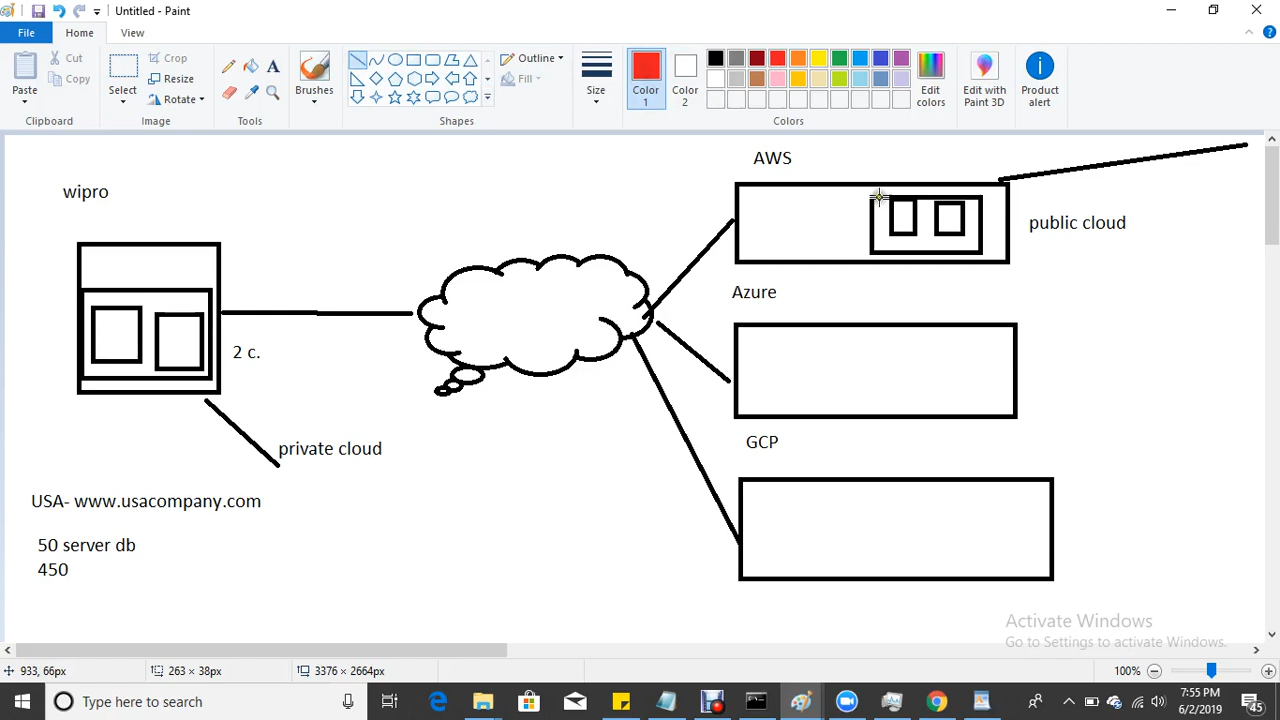 Untitled - Paint
File
Home
View
Paste
Cut
Copy
Clipboard
Select
Crop
Resize
Rotate
Image
Tools
Brushes
Shapes
Outline
Fill
Size
Color 1
Color 2
Colors
Edit colors
Edit with Paint 3D
Product alert
AWS
wipro
public cloud
Azure
2 c.
GCP
private cloud
USA- www.usacompany.com
50 server db
450
Activate Windows
Go to Settings to activate Windows.
933, 66px
263 × 38px
3376 × 2664px
100%
Type here to search
7:55 PM
6/2/2019
45